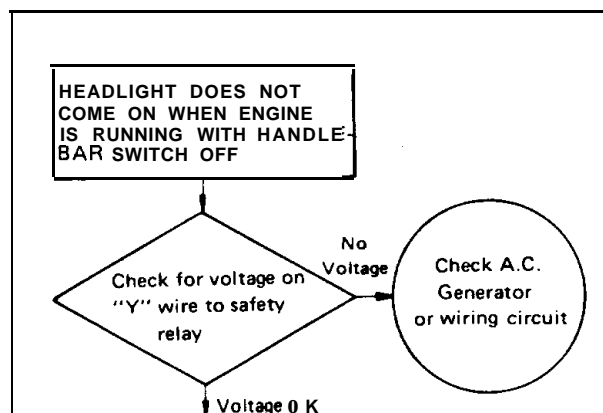 HEADLIGHT DOES NOT
COME ON WHEN ENGINE
IS RUNNING WITH HANDLE-
BAR SWITCH OFF
Check for voltage on
"Y" wire to safety
relay
No
Voltage
Check A.C.
Generator
or wiring circuit
Voltage 0 K